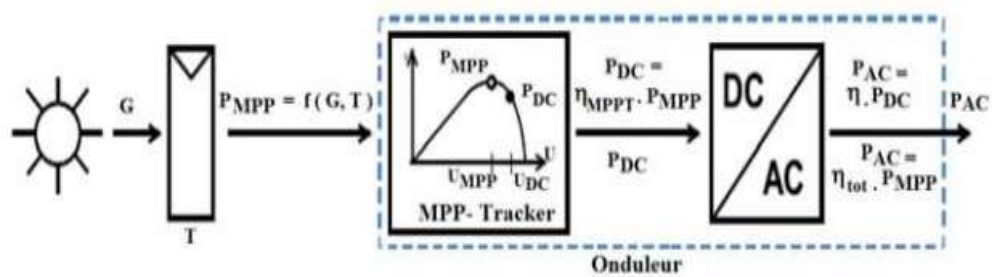 G
T
P_MPP = f(G, T)
P_MPP
P_DC
U
U_MPP U_DC
MPP- Tracker
P_DC =
η_MPPT . P_MPP
P_DC
DC
AC
P_AC =
η . P_DC
P_AC =
η_tot . P_MPP
P_AC
Onduleur